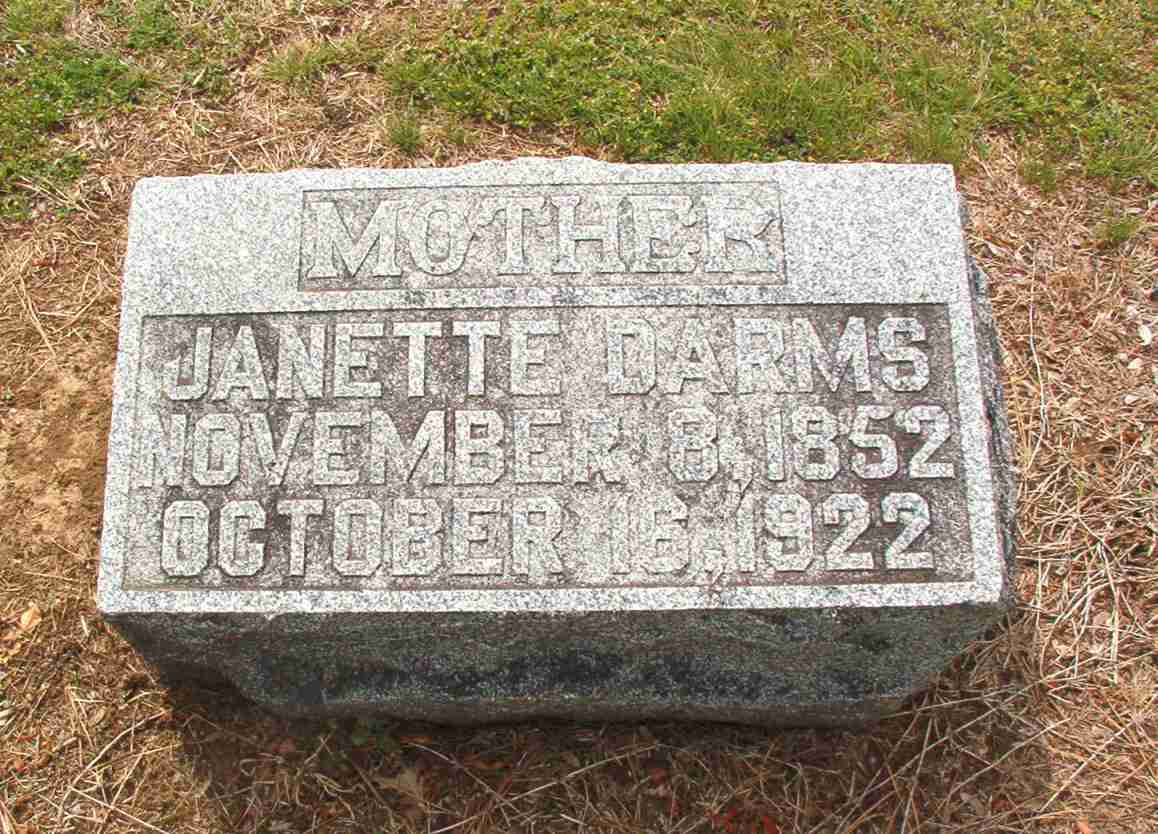 MOTHER
JANETTE DARMS
NOVEMBER 8, 1852
OCTOBER 16, 1922